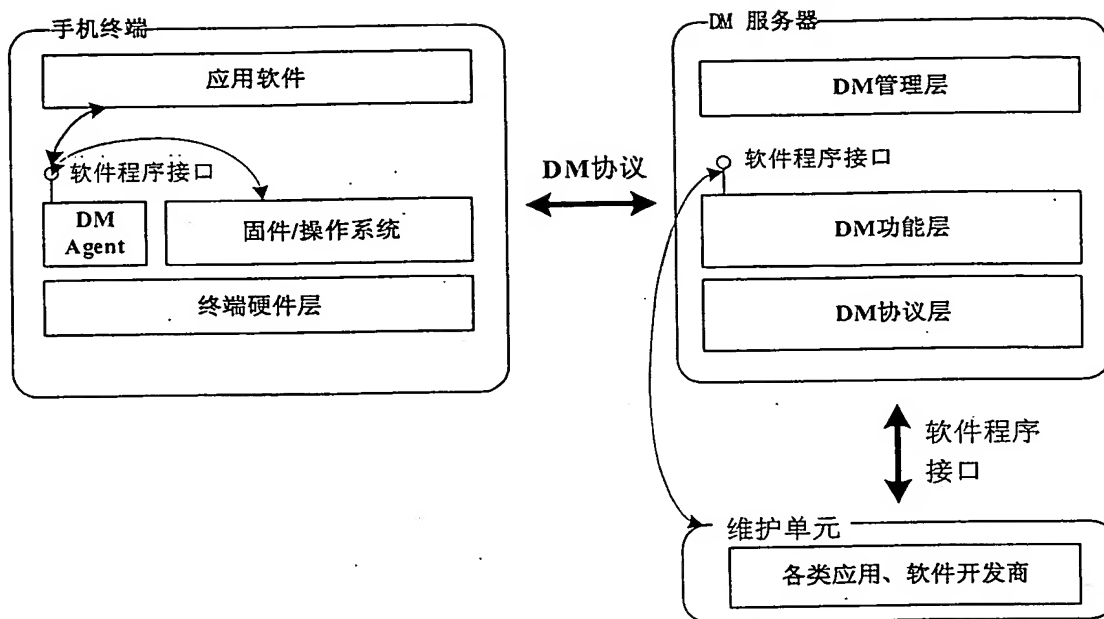 手机终端
应用软件
软件程序接口
DM
Agent
固件/操作系统
终端硬件层
DM协议
DM 服务器
DM管理层
软件程序接口
DM功能层
DM协议层
软件程序
接口
维护单元
各类应用、软件开发商